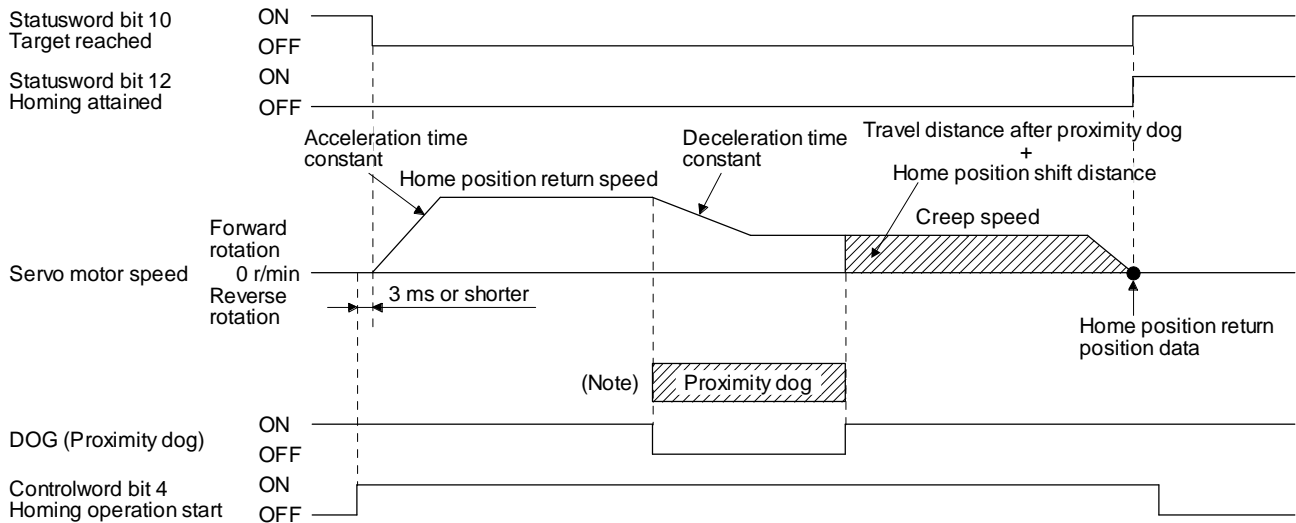 Statusword bit 10
Target reached
ON
OFF
Statusword bit 12
Homing attained
ON
OFF
Acceleration time
constant
Home position return speed
Deceleration time
constant
Travel distance after proximity dog
+
Home position shift distance
Creep speed
Servo motor speed
Forward
rotation
0 r/min
Reverse
rotation
3 ms or shorter
Home position return
position data
(Note)
Proximity dog
DOG (Proximity dog)
ON
OFF
Controlword bit 4
Homing operation start
ON
OFF